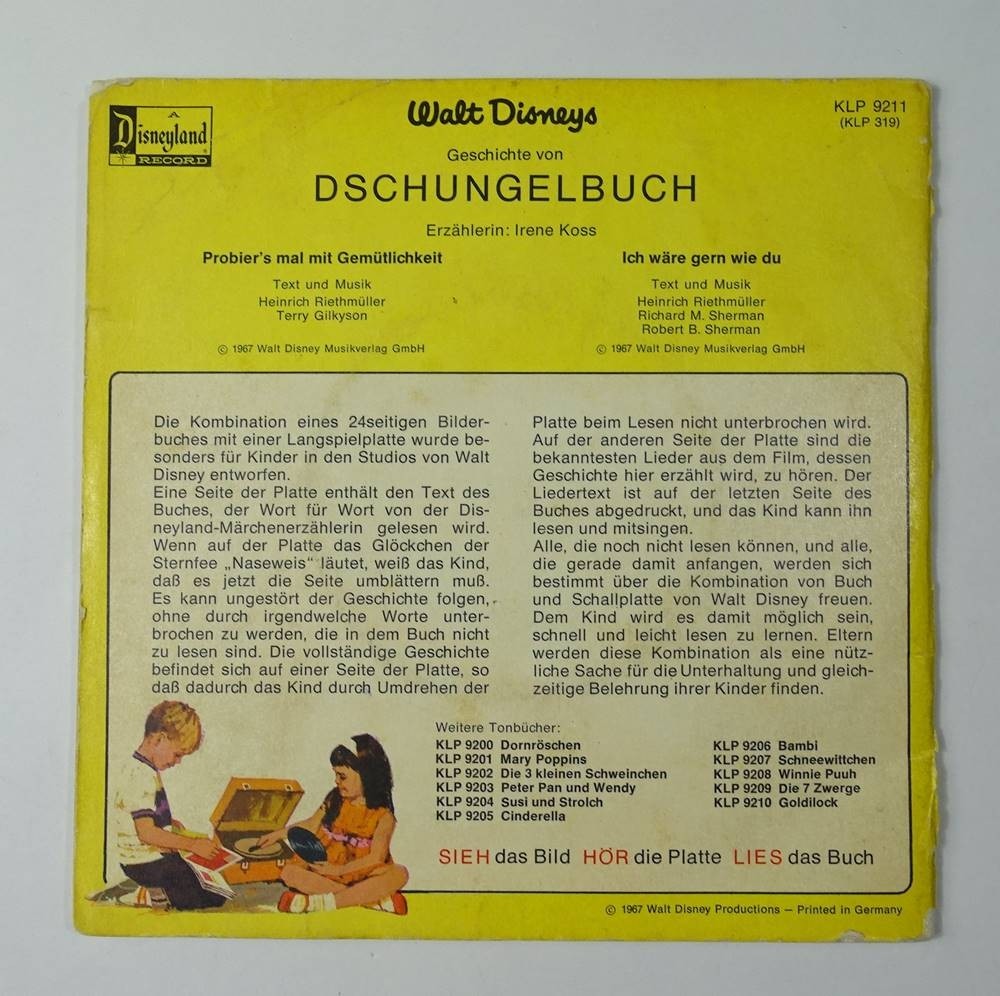 A
Disneyland
RECORD
Walt Disneys
KLP 9211
(KLP 319)
Geschichte von
DSCHUNGELBUCH
Erzählerin: Irene Koss
Probier's mal mit Gemütlichkeit
Text und Musik
Heinrich Riethmüller
Terry Gilkyson
© 1967 Walt Disney Musikverlag GmbH
Ich wäre gern wie du
Text und Musik
Heinrich Riethmüller
Richard M. Sherman
Robert B. Sherman
© 1967 Walt Disney Musikverlag GmbH
Die Kombination eines 24seitigen Bilder-
buches mit einer Langspielplatte wurde be-
sonders für Kinder in den Studios von Walt
Disney entworfen.
Eine Seite der Platte enthält den Text des
Buches, der Wort für Wort von der Dis-
neyland-Märchenerzählerin gelesen wird.
Wenn auf der Platte das Glöckchen der
Sternfee „Naseweis“ läutet, weiß das Kind,
daß es jetzt die Seite umblättern muß.
Es kann ungestört der Geschichte folgen,
ohne durch irgendwelche Worte unter-
brochen zu werden, die in dem Buch nicht
zu lesen sind. Die vollständige Geschichte
befindet sich auf einer Seite der Platte, so
daß dadurch das Kind durch Umdrehen der
Platte beim Lesen nicht unterbrochen wird.
Auf der anderen Seite der Platte sind die
bekanntesten Lieder aus dem Film, dessen
Geschichte hier erzählt wird, zu hören. Der
Liedertext ist auf der letzten Seite des
Buches abgedruckt, und das Kind kann ihn
lesen und mitsingen.
Alle, die noch nicht lesen können, und alle,
die gerade damit anfangen, werden sich
bestimmt über die Kombination von Buch
und Schallplatte von Walt Disney freuen.
Dem Kind wird es damit möglich sein,
schnell und leicht lesen zu lernen. Eltern
werden diese Kombination als eine nütz-
liche Sache für die Unterhaltung und gleich-
zeitige Belehrung ihrer Kinder finden.
Weitere Tonbücher:
KLP 9200 Dornröschen
KLP 9201 Mary Poppins
KLP 9202 Die 3 kleinen Schweinchen
KLP 9203 Peter Pan und Wendy
KLP 9204 Susi und Strolch
KLP 9205 Cinderella
KLP 9206 Bambi
KLP 9207 Schneewittchen
KLP 9208 Winnie Puuh
KLP 9209 Die 7 Zwerge
KLP 9210 Goldilock
SIEH das Bild HÖR die Platte LIES das Buch
© 1967 Walt Disney Productions – Printed in Germany